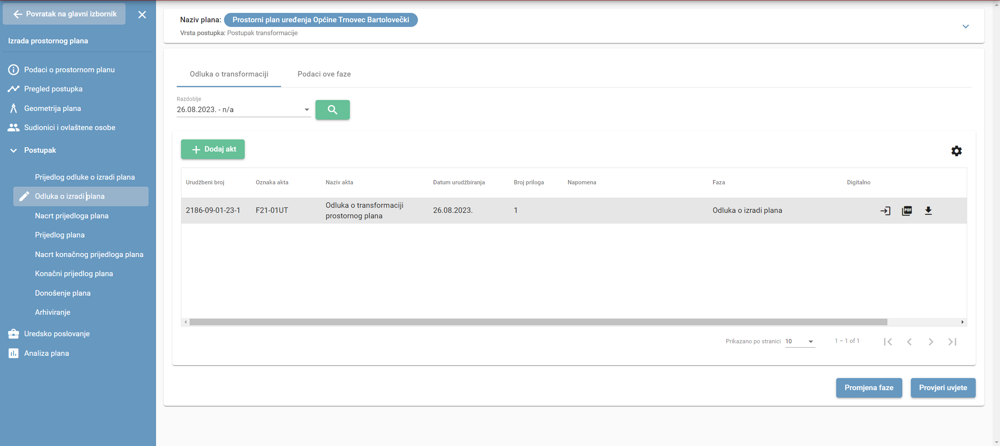 Povratak na glavni izbornik
Izrada prostornog plana
Podaci o prostornom planu
Pregled postupka
Geometrija plana
Sudionici i ovlaštene osobe
Postupak
Prijedlog odluke o izradi plana
Odluka o izradi plana
Nacrt prijedloga plana
Prijedlog plana
Nacrt konačnog prijedloga plana
Konačni prijedlog plana
Donošenje plana
Arhiviranje
Uredsko poslovanje
Analiza plana
Naziv plana: Prostorni plan uređenja Općine Trnovec Bartolovečki
Vrsta postupka: Postupak transformacije
Odluka o transformaciji Podaci ove faze
Razdoblje
26.08.2023. - n/a
Dodaj akt
Urudžbeni broj Oznaka akta Naziv akta Datum urudžbiranja Broj priloga Napomena Faza Digitalno
2186-09-01-23-1 F21-01UT Odluka o transformaciji prostornog plana 26.08.2023. 1 Odluka o izradi plana PDF
Prikazano po stranici 10 1 – 1 of 1
Promjena faze Provjeri uvjete